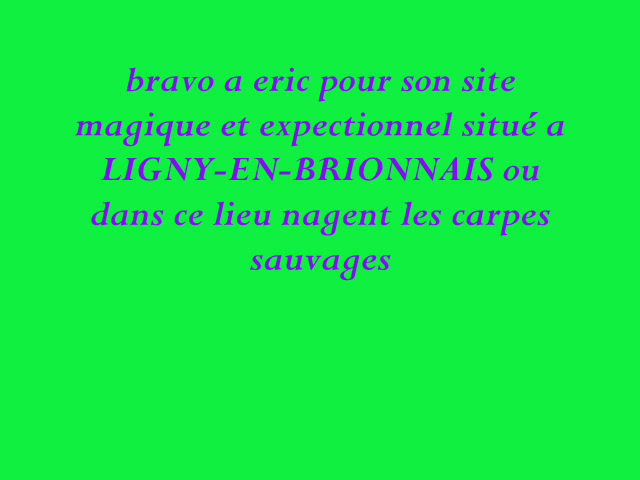 bravo a eric pour son site
magique et expectionnel situé a
LIGNY-EN-BRIONNAIS ou
dans ce lieu nagent les carpes
sauvages